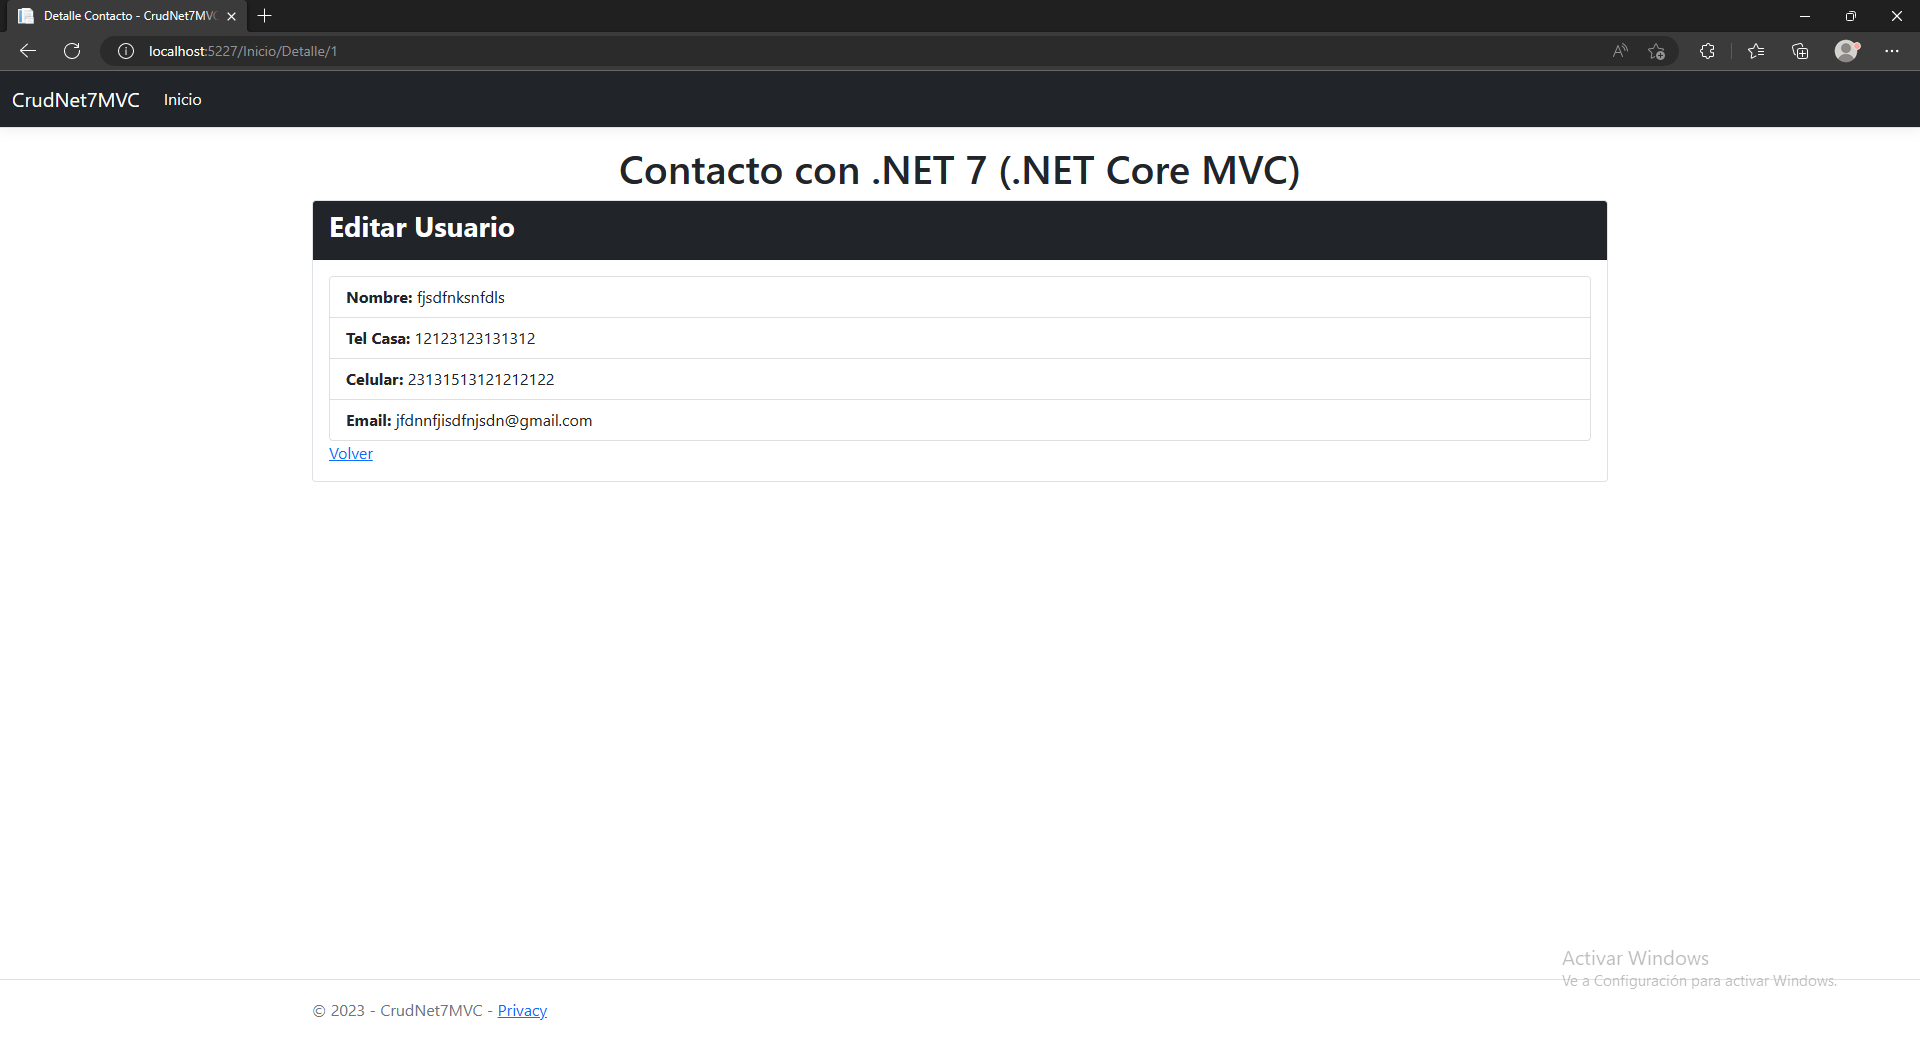 Detalle Contacto - CrudNet7MVC
localhost:5227/Inicio/Detalle/1
CrudNet7MVC Inicio
Contacto con .NET 7 (.NET Core MVC)
Editar Usuario
Nombre: fjsdfnksnfdls
Tel Casa: 12123123131312
Celular: 23131513121212122
Email: jfdnnfjisdfnjsdn@gmail.com
Volver
Activar Windows
Ve a Configuración para activar Windows.
© 2023 - CrudNet7MVC - Privacy